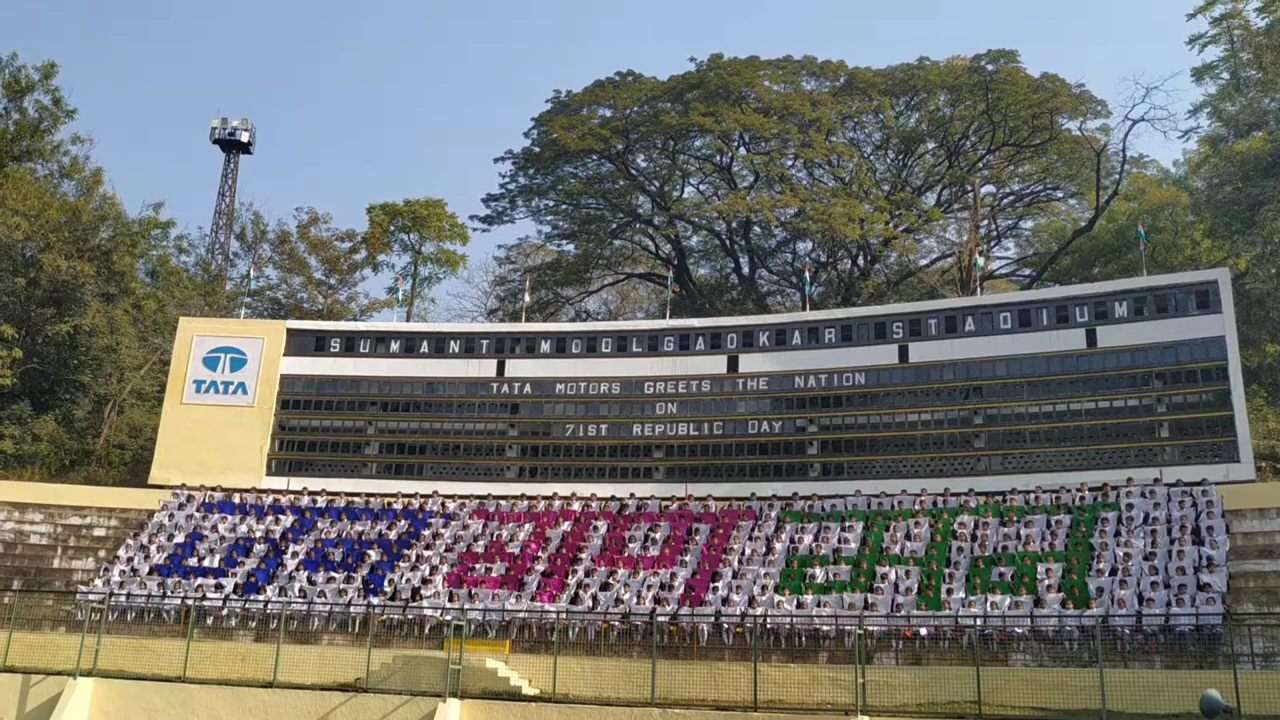 SUMANT MOOLGAOKAR STADIUM
TATA
TATA MOTORS GREETS THE NATION
ON
71ST REPUBLIC DAY